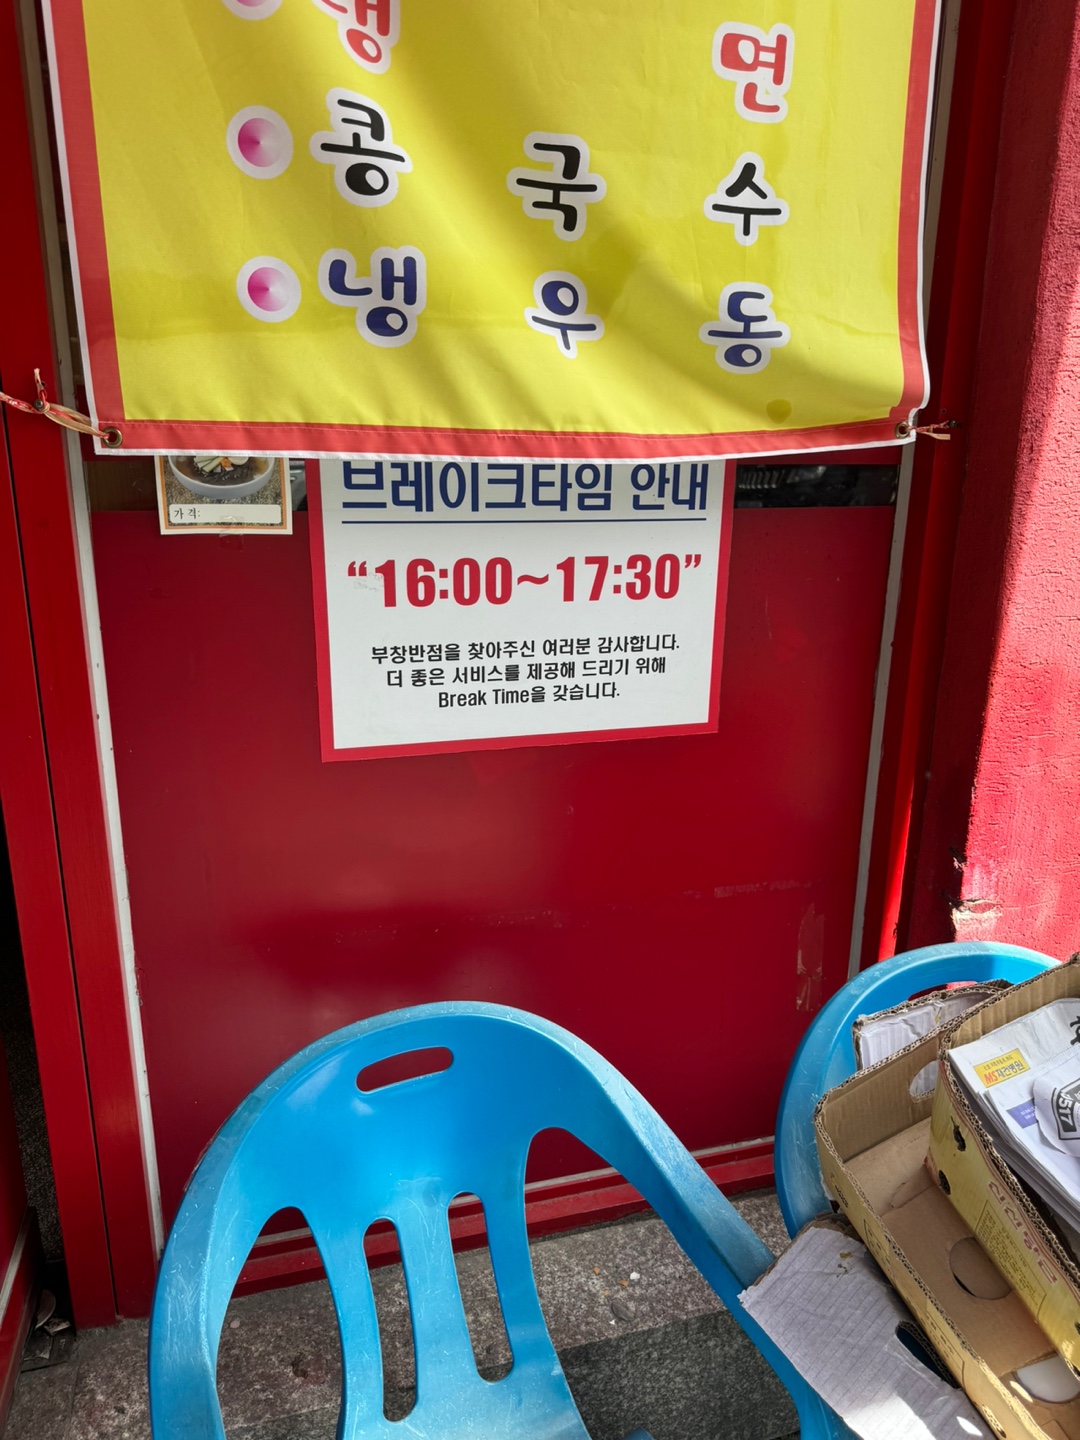 냉 면
콩 국 수
냉 우 동
가 격:
브레이크타임 안내
“16:00~17:30”
부창반점을 찾아주신 여러분 감사합니다.
더 좋은 서비스를 제공해 드리기 위해
Break Time을 갖습니다.